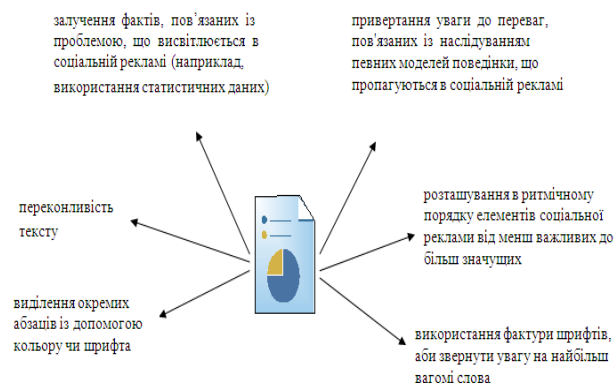 залучення фактів, пов’язаних із
проблемою, що висвітлюється в
соціальній рекламі (наприклад,
використання статистичних даних)
привертання уваги до переваг,
пов'язаних із наслідуванням
певних моделей поведінки, що
пропагуються в соціальній рекламі
переконливість
тексту
розташування в ритмічному
порядку елементів соціальної
реклами від менш важливих до
більш значущих
виділення окремих
абзаців із допомогою
кольору чи шрифта
використання фактури шрифтів,
аби звернути увагу на найбільш
вагомі слова